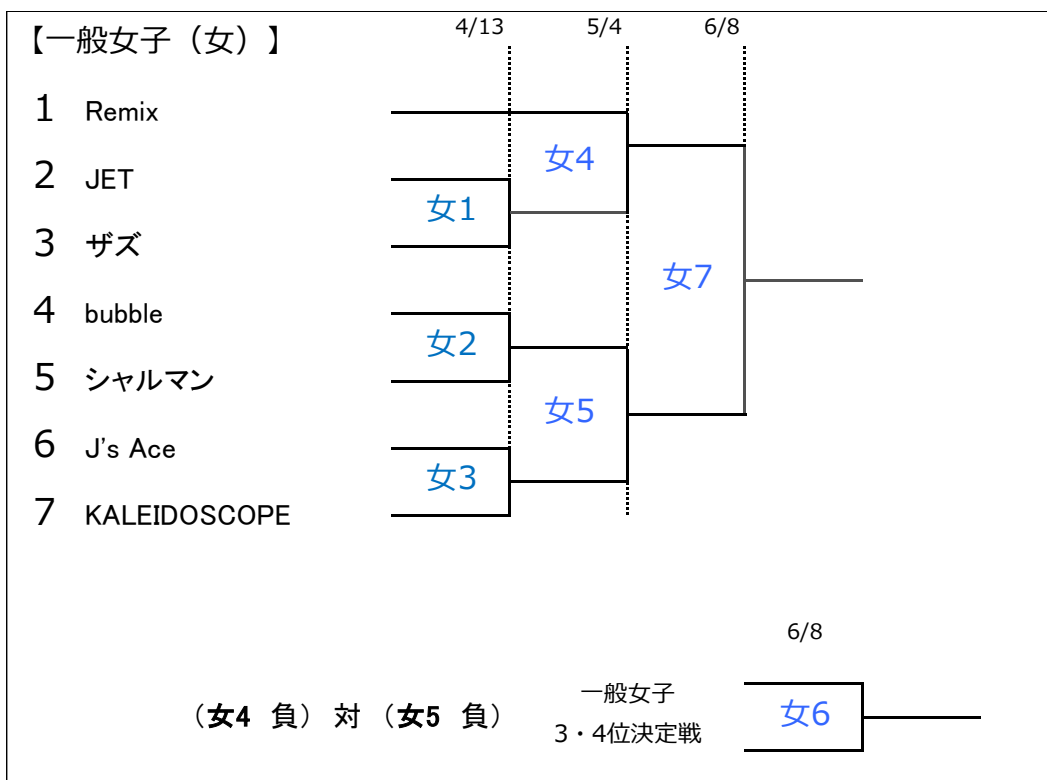 【一般女子（女）】 4/13 5/4 6/8
1 Remix
女4
2 JET
女1
3 ザズ
女7
4 bubble
女2
5 シャルマン
女5
6 J's Ace
女3
7 KALEIDOSCOPE
6/8
（女4 負）対（女5 負） 一般女子 女6
3・4位決定戦